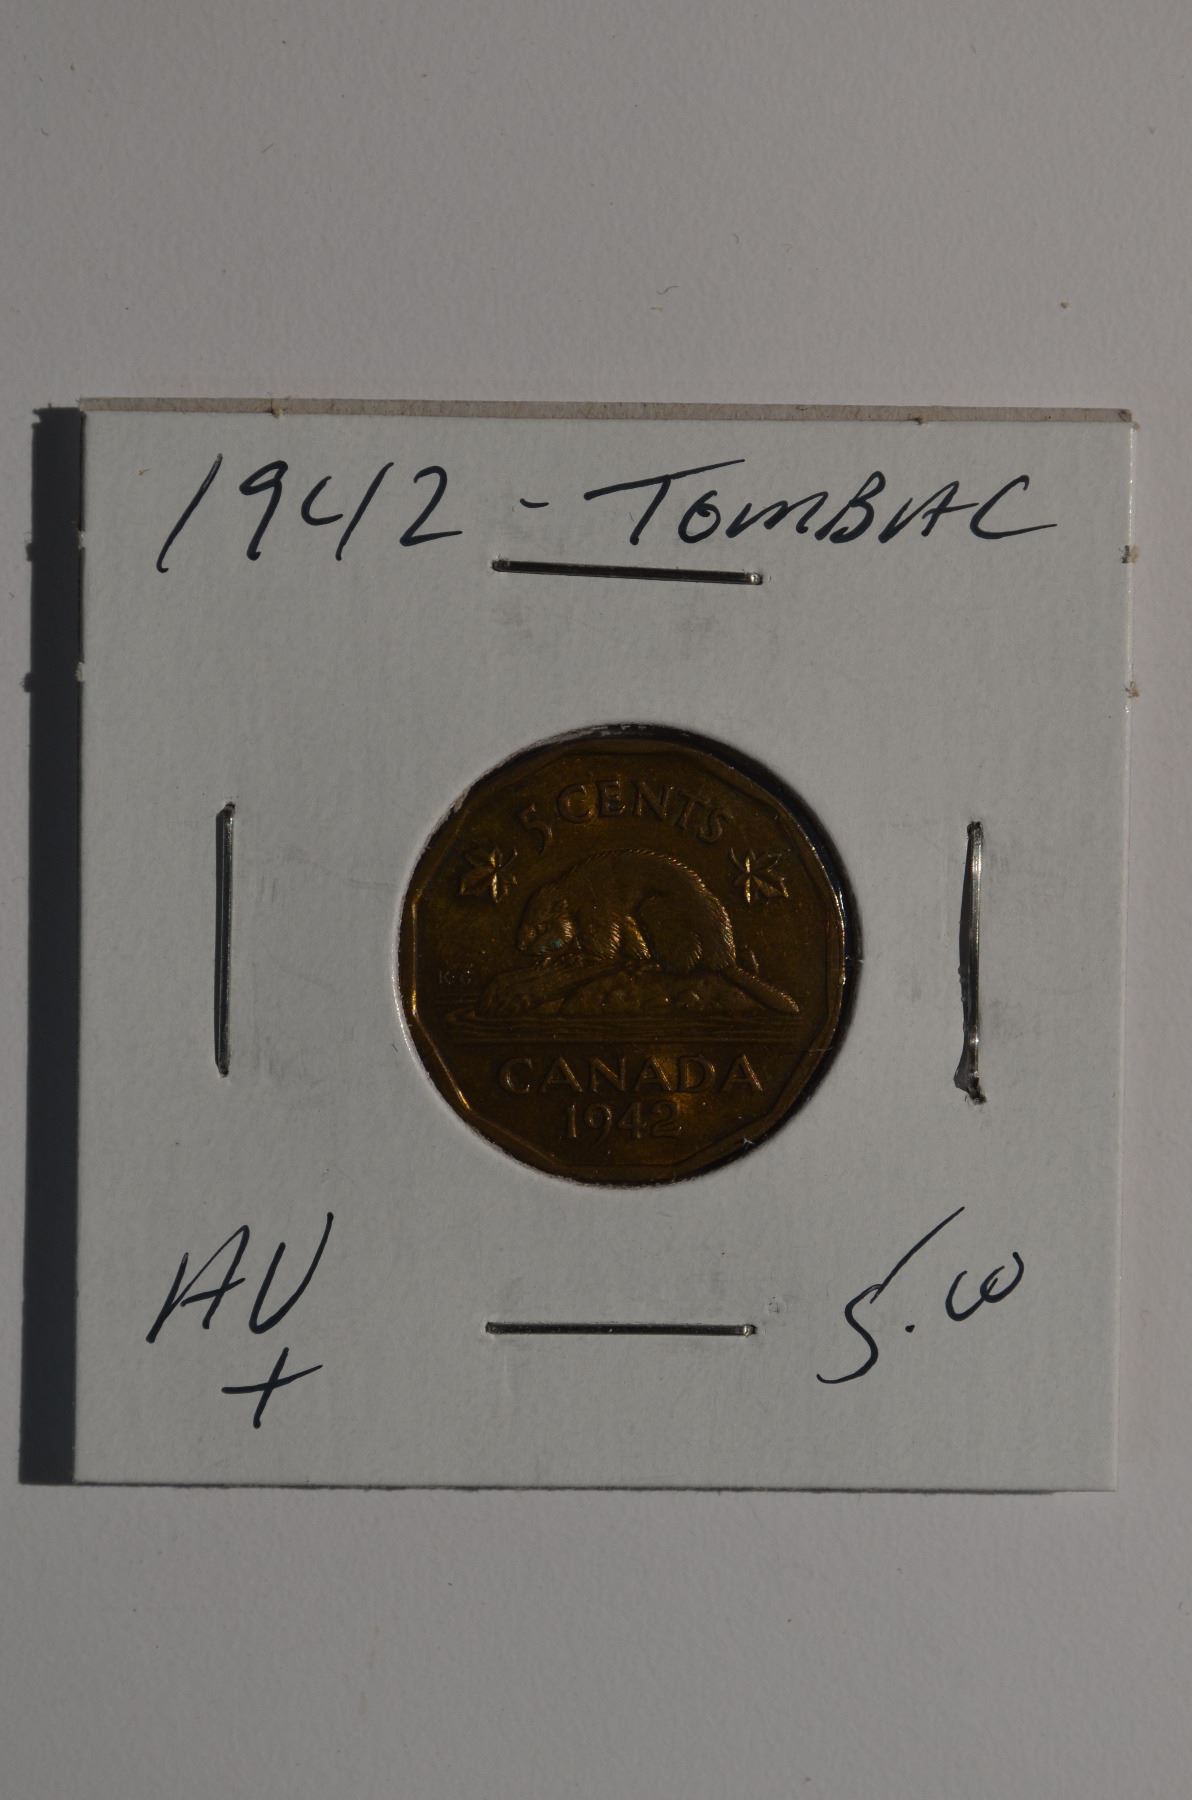 1942 - TOMBAC
5 CENTS
K·G
CANADA
1942
AU
+
5.00